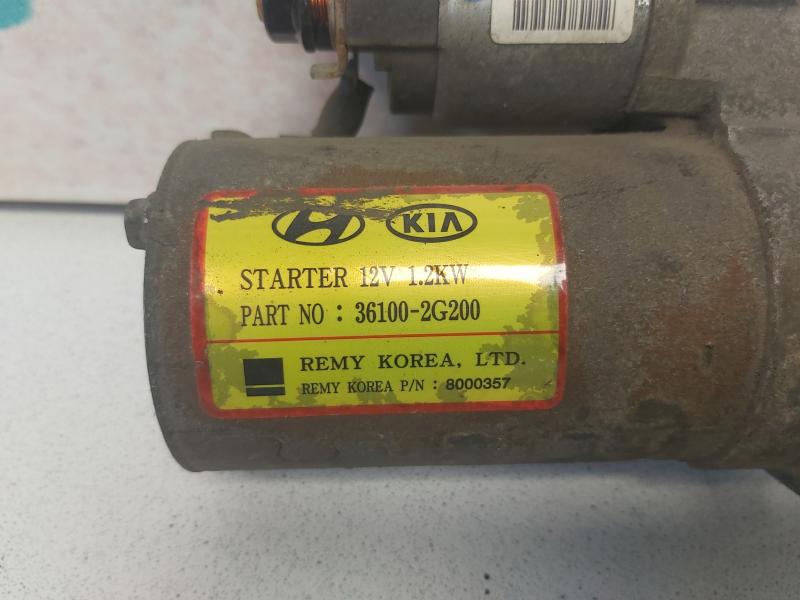 KIA
STARTER 12V 1.2KW
PART NO : 36100-2G200
REMY KOREA, LTD.
REMY KOREA P/N : 8000357